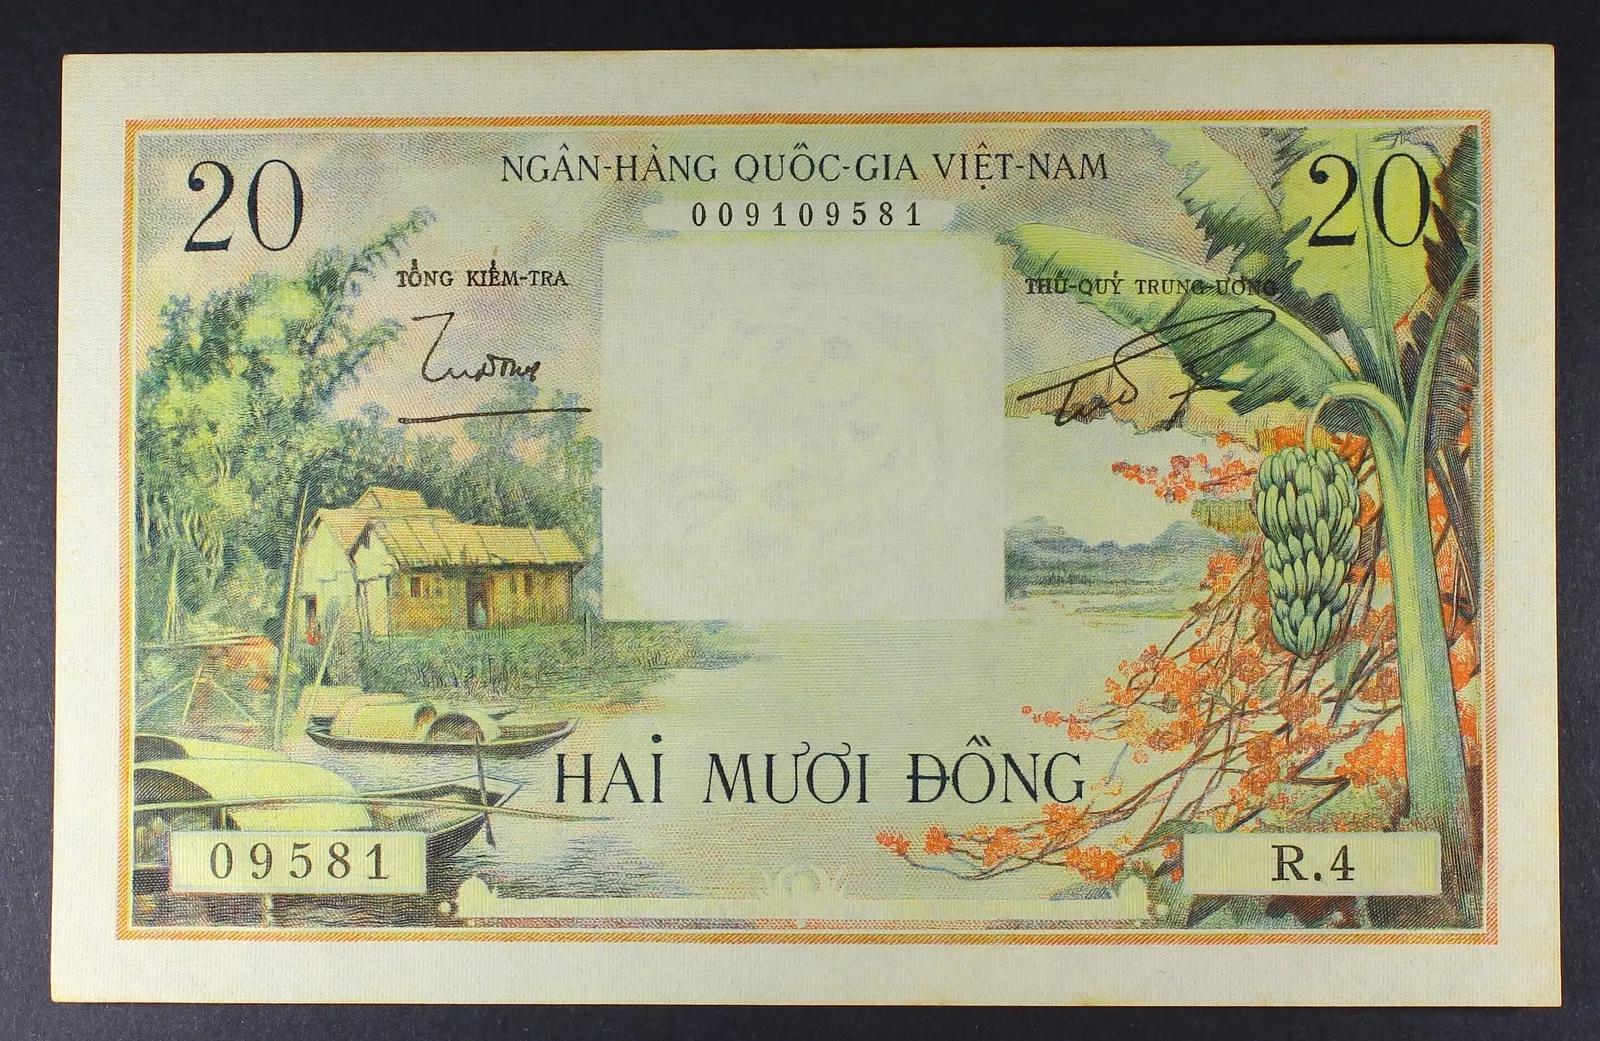 NGÂN-HÀNG QUỐC-GIA VIỆT-NAM
20
20
009109581
TỔNG KIỂM-TRA
THỦ-QUỸ TRUNG-ƯƠNG
HAI MƯƠI ĐỒNG
09581
R.4